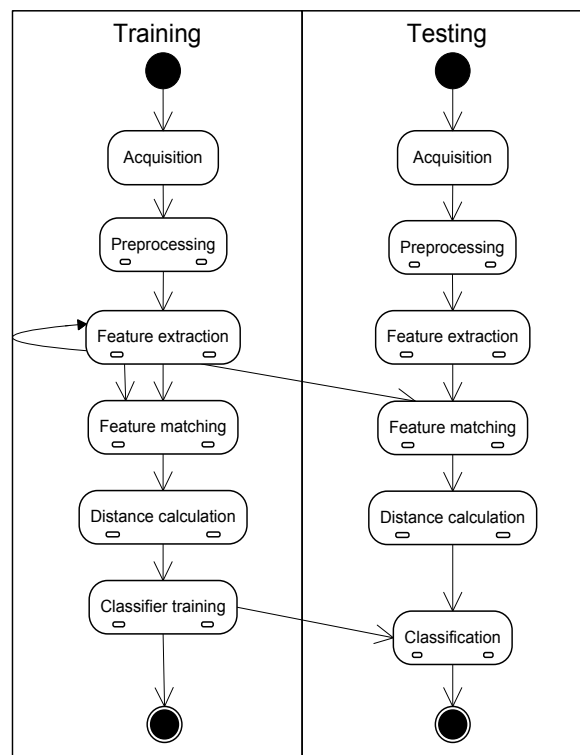 Training
Acquisition
Preprocessing
Feature extraction
Feature matching
Distance calculation
Classifier training
Testing
Acquisition
Preprocessing
Feature extraction
Feature matching
Distance calculation
Classification